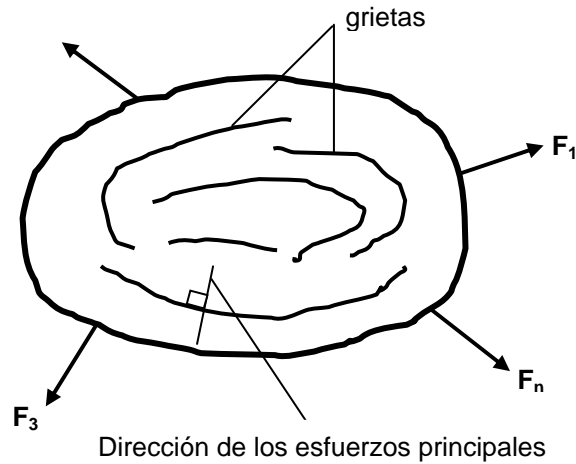 grietas
F₁
Fₙ
F₃
Dirección de los esfuerzos principales